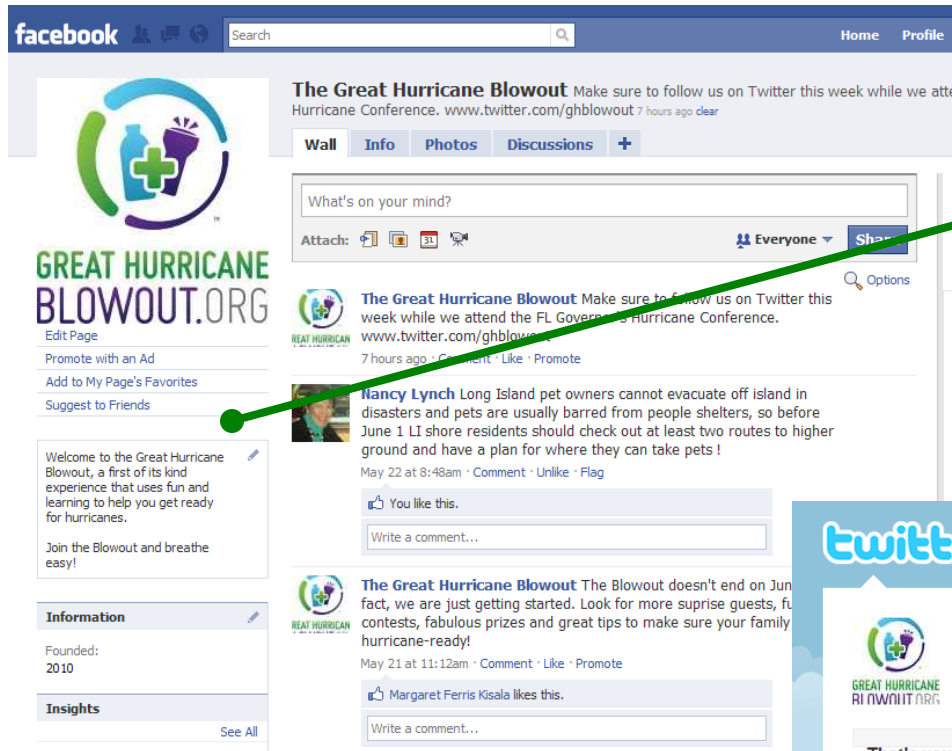 facebook
Search
Home Profile
The Great Hurricane Blowout Make sure to follow us on Twitter this week while we
Hurricane Conference. www.twitter.com/ghblowout 7 hours ago clear
Wall Info Photos Discussions +
What's on your mind?
Attach: 31
Everyone
Share
Options
GREAT HURRICANE
BLOWOUT.ORG
TM
Edit Page
Promote with an Ad
Add to My Page's Favorites
Suggest to Friends
Welcome to the Great Hurricane
Blowout, a first of its kind
experience that uses fun and
learning to help you get ready
for hurricanes.
Join the Blowout and breathe
easy!
Information
Founded:
2010
Insights
See All
The Great Hurricane Blowout Make sure to follow us on Twitter this
week while we attend the FL Governor's Hurricane Conference.
www.twitter.com/ghblowout
7 hours ago · Comment · Like · Promote
Nancy Lynch Long Island pet owners cannot evacuate off island in
disasters and pets are usually barred from people shelters, so before
June 1 LI shore residents should check out at least two routes to higher
ground and have a plan for where they can take pets !
May 22 at 8:48am · Comment · Unlike · Flag
You like this.
Write a comment...
The Great Hurricane Blowout The Blowout doesn't end on Jun
fact, we are just getting started. Look for more suprise guests, fu
contests, fabulous prizes and great tips to make sure your family
hurricane-ready!
May 21 at 11:12am · Comment · Like · Promote
Margaret Ferris Kisala likes this.
Write a comment...
twitt
GREAT HURRICANE
BLOWOUT.ORG